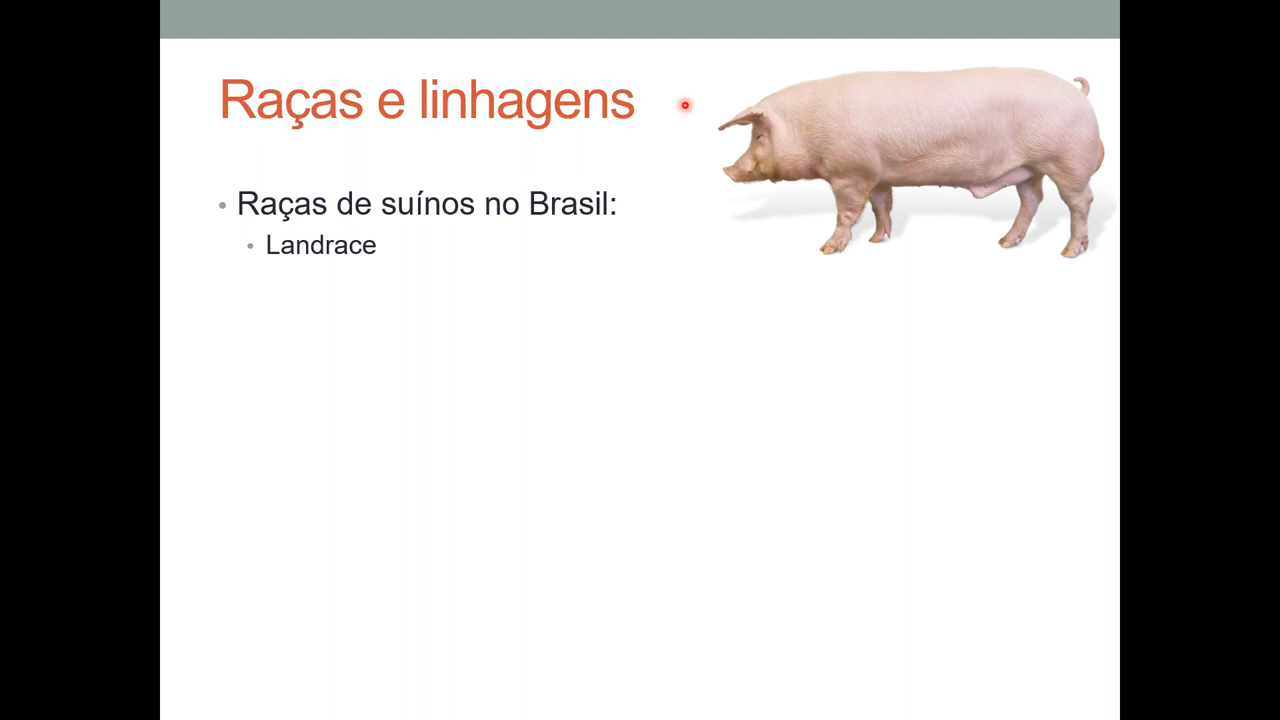 Raças e linhagens
• Raças de suínos no Brasil:
• Landrace